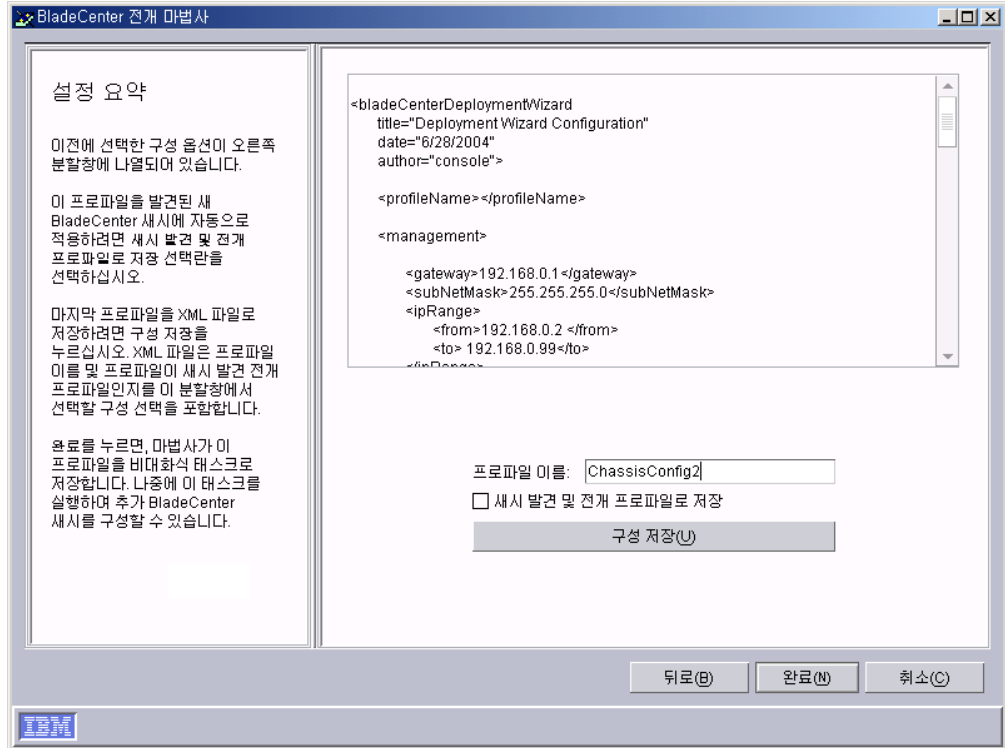 BladeCenter 전개 마법사
설정 요약
이전에 선택한 구성 옵션이 오른쪽
분할창에 나열되어 있습니다.
이 프로파일을 발견된 새
BladeCenter 섀시에 자동으로
적용하려면 섀시 발견 및 전개
프로파일로 저장 선택란을
선택하십시오.
마지막 프로파일을 XML 파일로
저장하려면 구성 저장을
누르십시오. XML 파일은 프로파일
이름 및 프로파일이 섀시 발견 전개
프로파일인지를 이 분할창에서
선택할 구성 선택을 포함합니다.
완료를 누르면, 마법사가 이
프로파일을 비대화식 태스크로
저장합니다. 나중에 이 태스크를
실행하여 추가 BladeCenter
섀시를 구성할 수 있습니다.
<bladeCenterDeploymentWizard
title="Deployment Wizard Configuration"
date="6/28/2004"
author="console">
<profileName></profileName>
<management>
<gateway>192.168.0.1</gateway>
<subNetMask>255.255.255.0</subNetMask>
<ipRange>
<from>192.168.0.2 </from>
<to> 192.168.0.99</to>
</ipRange>
프로파일 이름: ChassisConfig2
섀시 발견 및 전개 프로파일로 저장
구성 저장(U)
뒤로(B) 완료(N) 취소(C)
IBM